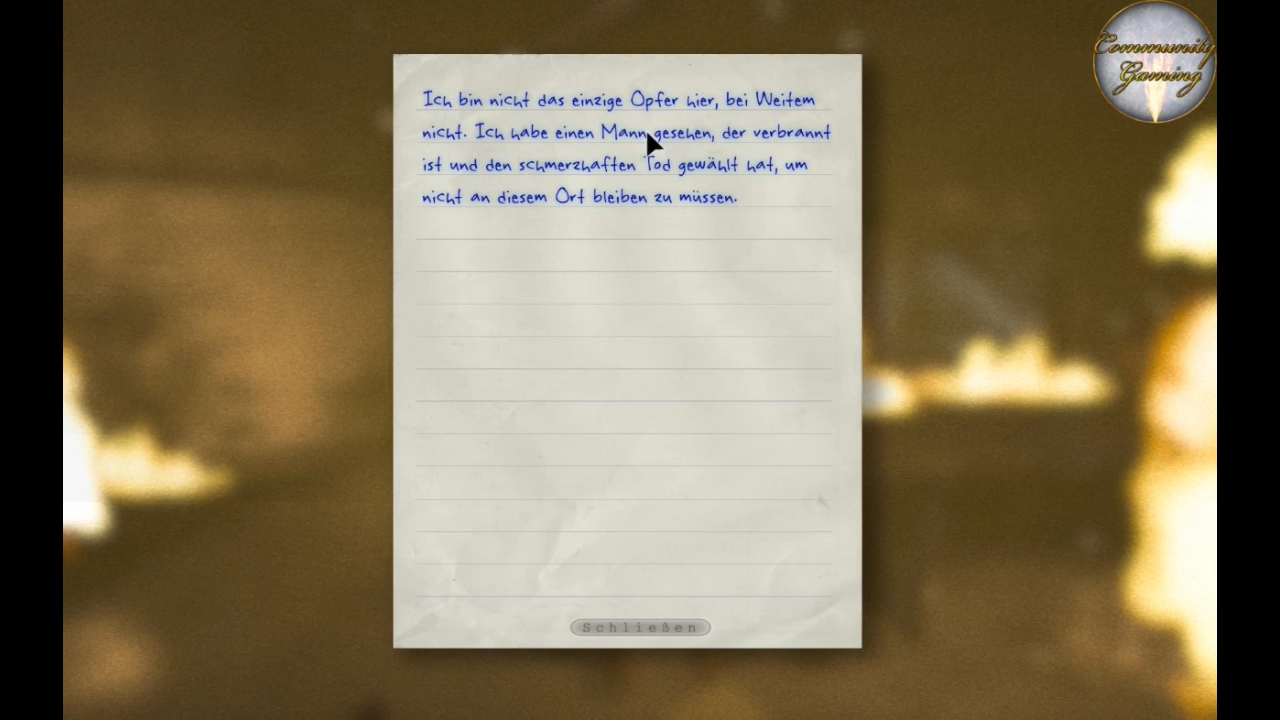 Community
Gaming
Ich bin nicht das einzige Opfer hier, bei Weitem
nicht. Ich habe einen Mann gesehen, der verbrannt
ist und den schmerzhaften Tod gewählt hat, um
nicht an diesem Ort bleiben zu müssen.
Schließen